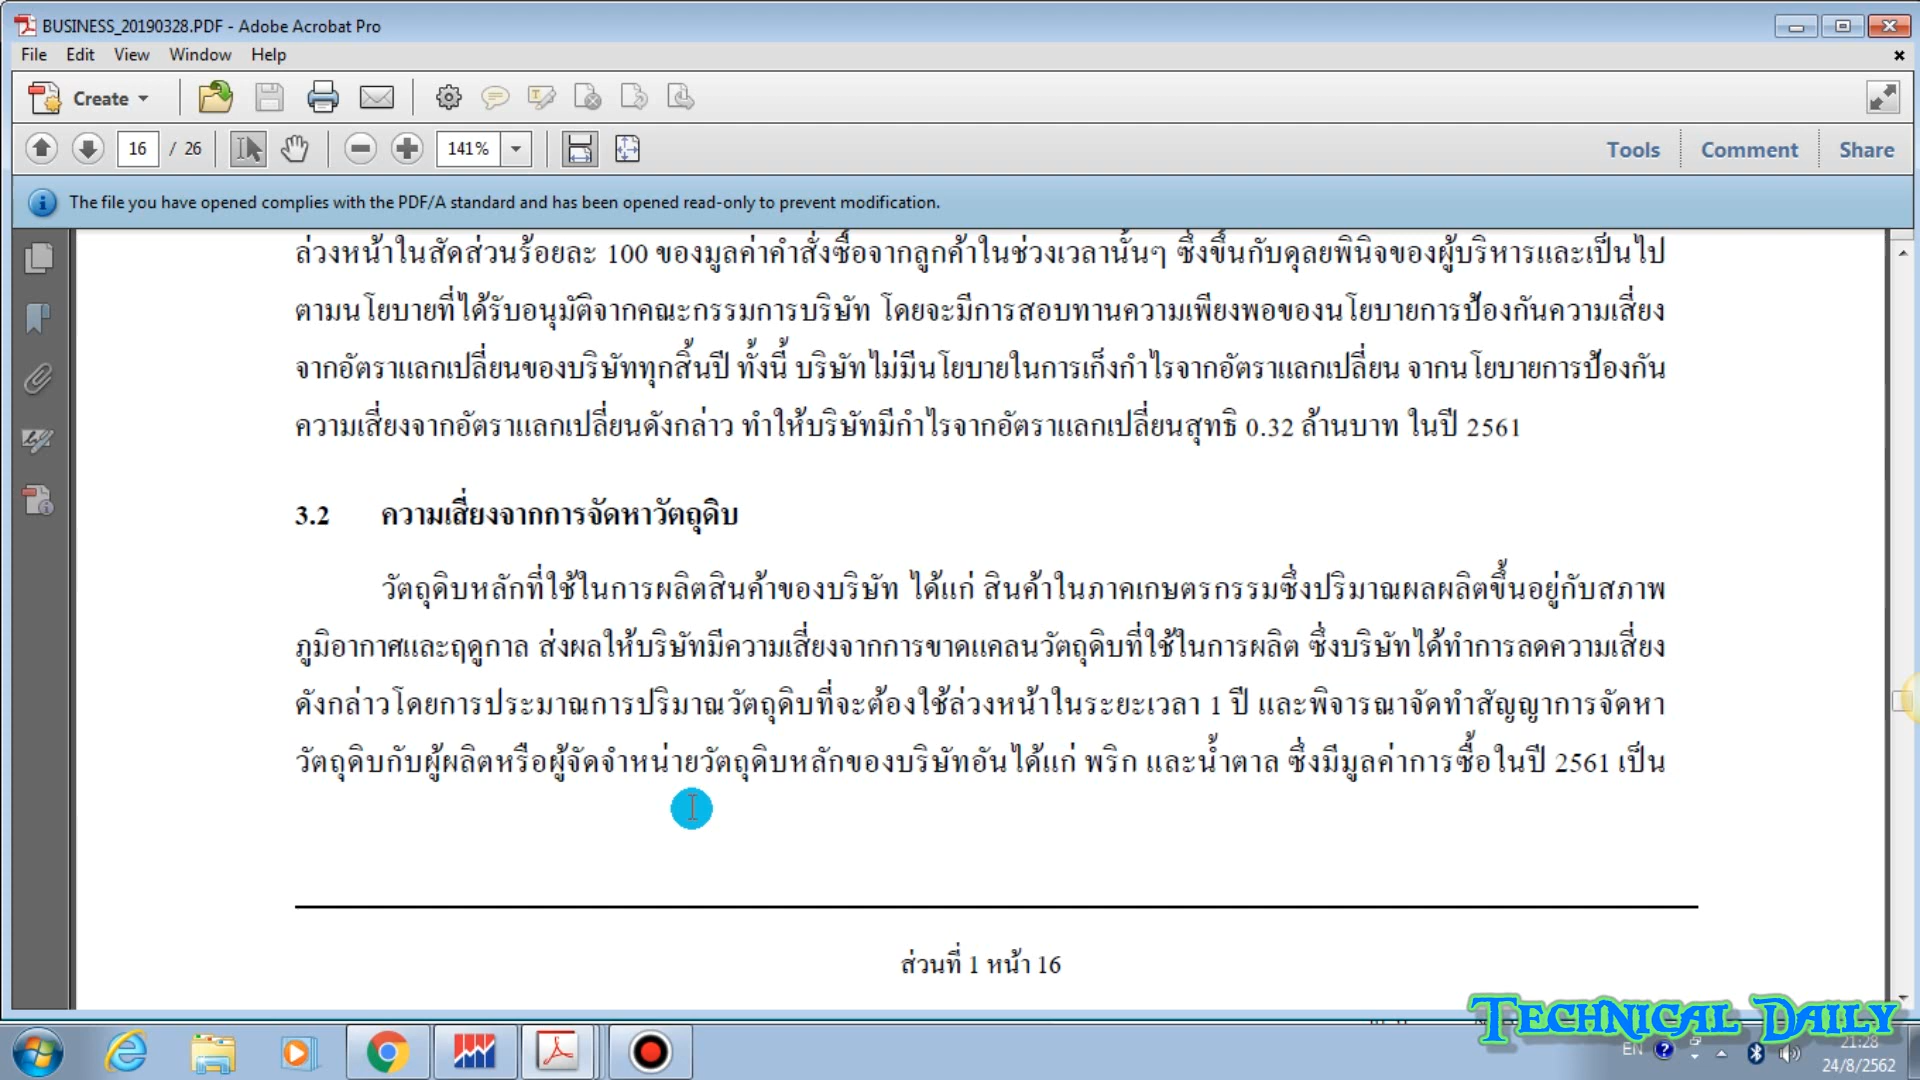 BUSINESS_20190328.PDF - Adobe Acrobat Pro
File Edit View Window Help
Create
16 / 26 141% Tools Comment Share
The file you have opened complies with the PDF/A standard and has been opened read-only to prevent modification.
ล่วงหน้าในสัดส่วนร้อยละ 100 ของมูลค่าคำสั่งซื้อจากลูกค้าในช่วงเวลานั้นๆ ซึ่งขึ้นกับดุลยพินิจของผู้บริหารและเป็นไป
ตามนโยบายที่ได้รับอนุมัติจากคณะกรรมการบริษัท โดยจะมีการสอบทานความเพียงพอของนโยบายการป้องกันความเสี่ยง
จากอัตราแลกเปลี่ยนของบริษัททุกสิ้นปี ทั้งนี้ บริษัทไม่มีนโยบายในการเก็งกำไรจากอัตราแลกเปลี่ยน จากนโยบายการป้องกัน
ความเสี่ยงจากอัตราแลกเปลี่ยนดังกล่าว ทำให้บริษัทมีกำไรจากอัตราแลกเปลี่ยนสุทธิ 0.32 ล้านบาท ในปี 2561
3.2 ความเสี่ยงจากการจัดหาวัตถุดิบ
วัตถุดิบหลักที่ใช้ในการผลิตสินค้าของบริษัท ได้แก่ สินค้าในภาคเกษตรกรรมซึ่งปริมาณผลผลิตขึ้นอยู่กับสภาพ
ภูมิอากาศและฤดูกาล ส่งผลให้บริษัทมีความเสี่ยงจากการขาดแคลนวัตถุดิบที่ใช้ในการผลิต ซึ่งบริษัทได้ทำการลดความเสี่ยง
ดังกล่าวโดยการประมาณการปริมาณวัตถุดิบที่จะต้องใช้ล่วงหน้าในระยะเวลา 1 ปี และพิจารณาจัดทำสัญญาการจัดหา
วัตถุดิบกับผู้ผลิตหรือผู้จัดจำหน่ายวัตถุดิบหลักของบริษัทอันได้แก่ พริก และน้ำตาล ซึ่งมีมูลค่าการซื้อในปี 2561 เป็น
ส่วนที่ 1 หน้า 16
Technical Daily
EN 21:28
24/8/2562